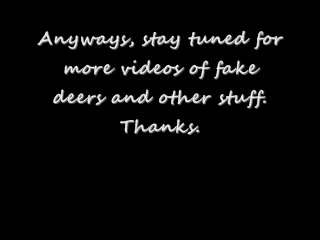 Anyways, stay tuned for
more videos of fake
deers and other stuff.
Thanks.